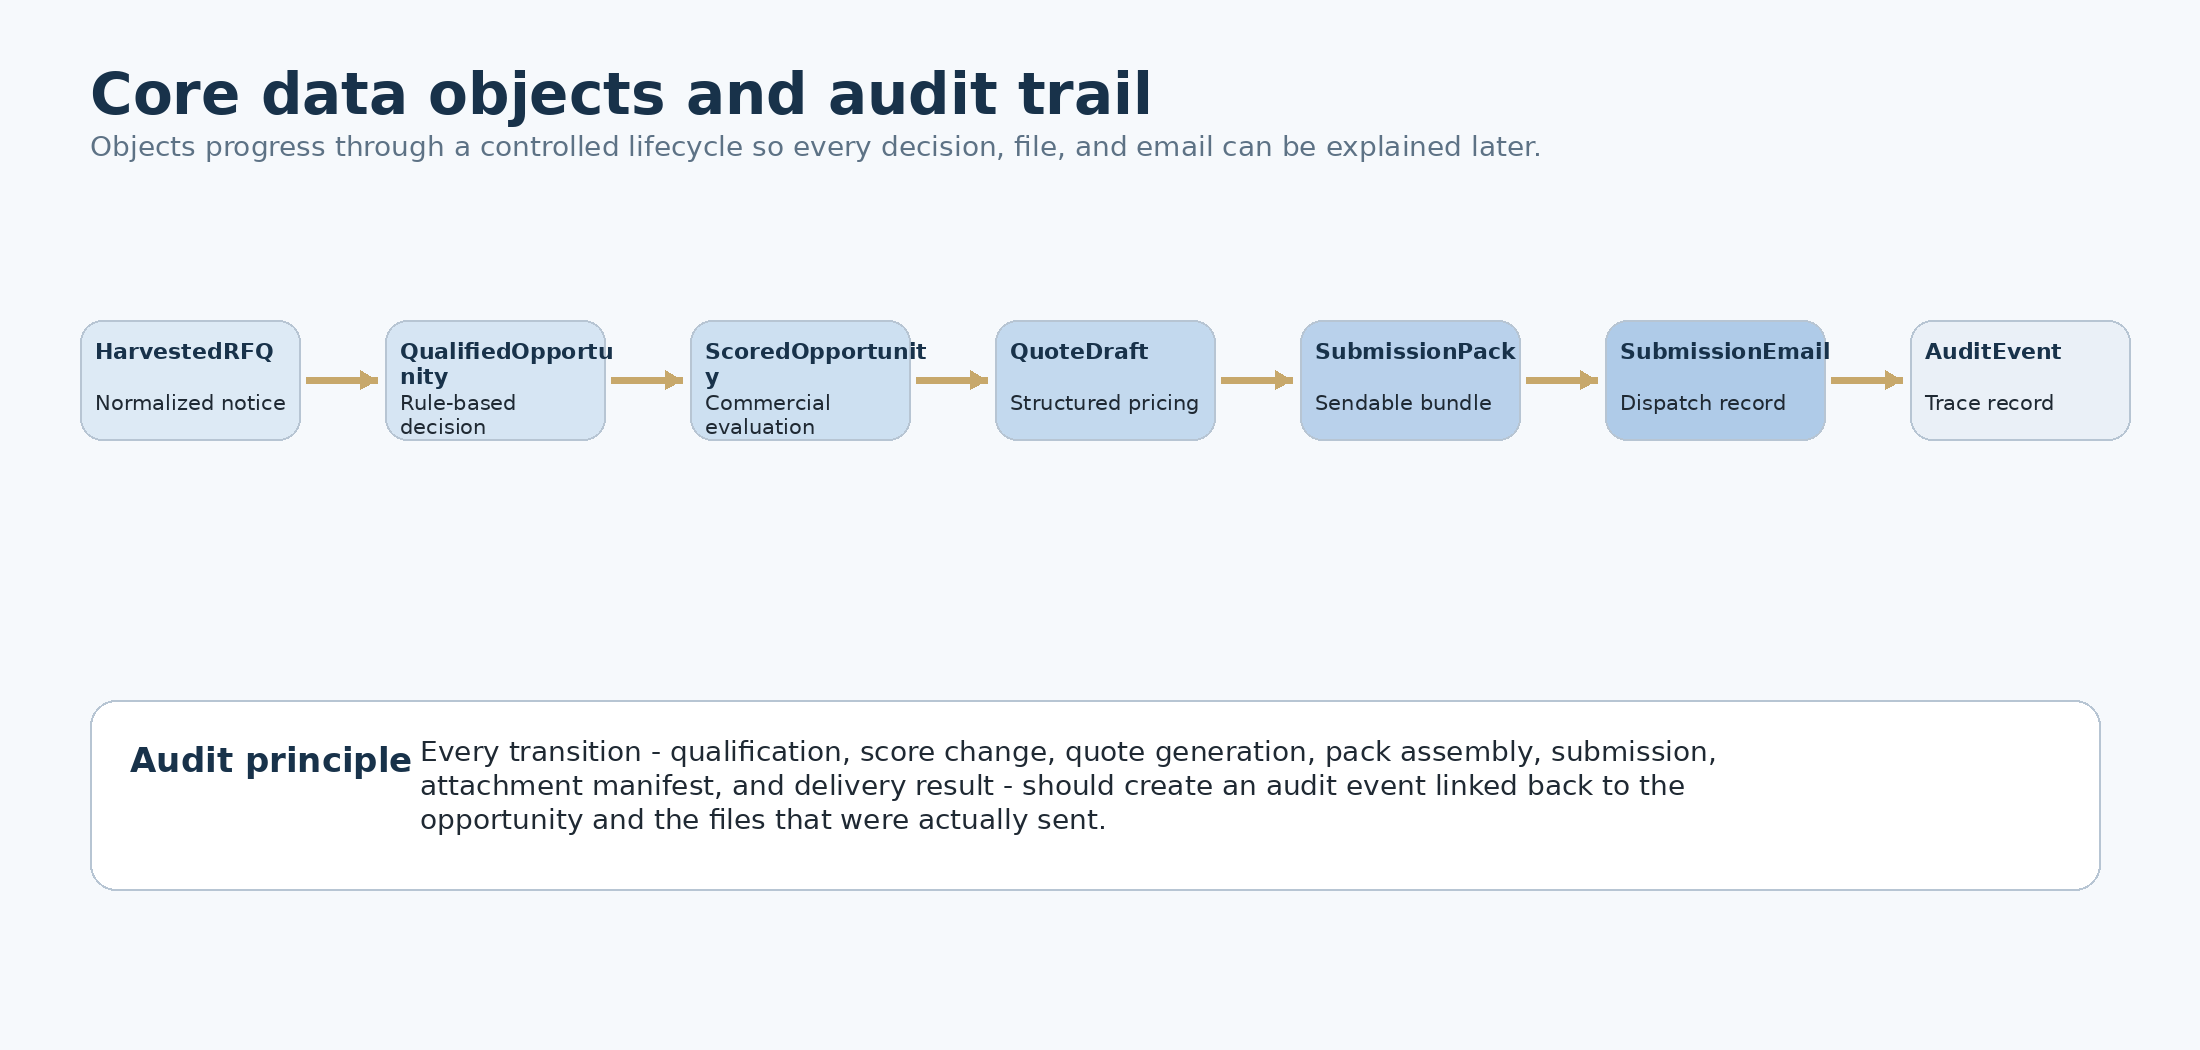 Core data objects and audit trail
Objects progress through a controlled lifecycle so every decision, file, and email can be explained later.
HarvestedRFQ
Normalized notice
QualifiedOpportu
nity
Rule-based
decision
ScoredOpportunit
y
Commercial
evaluation
QuoteDraft
Structured pricing
SubmissionPack
Sendable bundle
SubmissionEmail
Dispatch record
AuditEvent
Trace record
Audit principle
Every transition - qualification, score change, quote generation, pack assembly, submission,
attachment manifest, and delivery result - should create an audit event linked back to the
opportunity and the files that were actually sent.